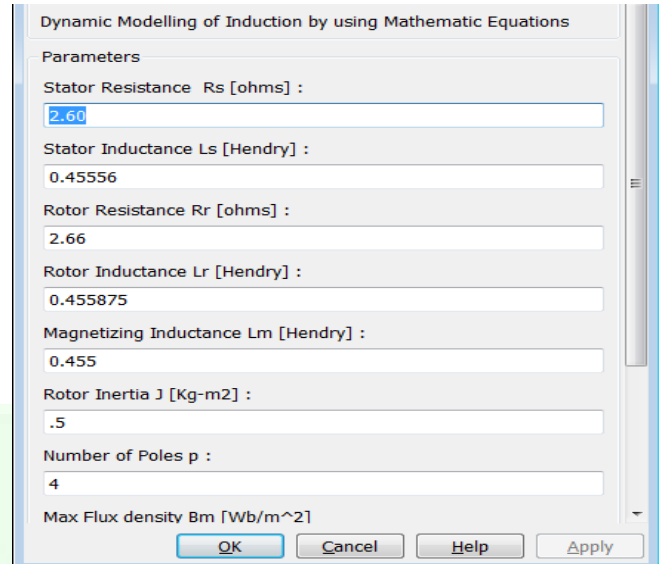 Dynamic Modelling of Induction by using Mathematic Equations
Parameters
Stator Resistance Rs [ohms] :
2.60
Stator Inductance Ls [Hendry] :
0.45556
Rotor Resistance Rr [ohms] :
2.66
Rotor Inductance Lr [Hendry] :
0.455875
Magnetizing Inductance Lm [Hendry] :
0.455
Rotor Inertia J [Kg-m2] :
.5
Number of Poles p :
4
Max Flux density Bm [Wb/m^2]
OK Cancel Help Apply